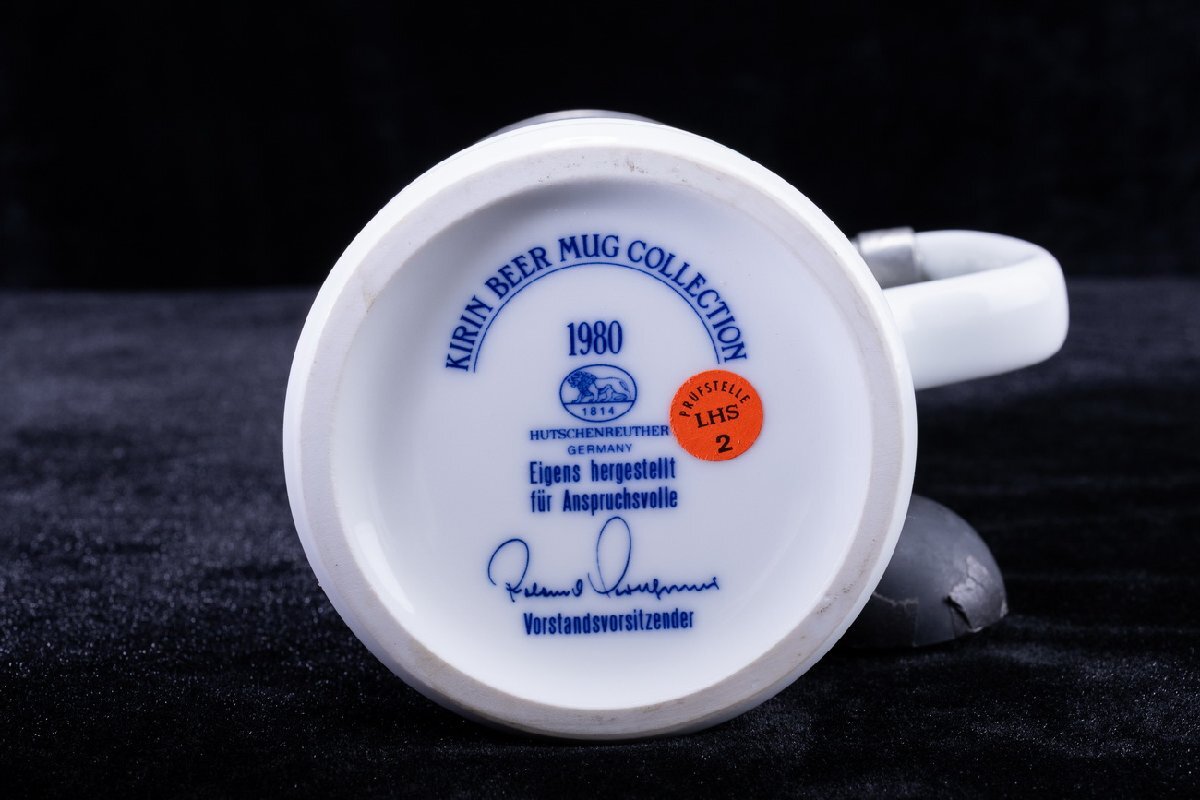 KIRIN BEER MUG COLLECTION
1980
1814
HUTSCHENREUTHER
GERMANY
PRÜFSTELLE
LHS
2
Eigens hergestellt
für Anspruchsvolle
Vorstandsvorsitzender